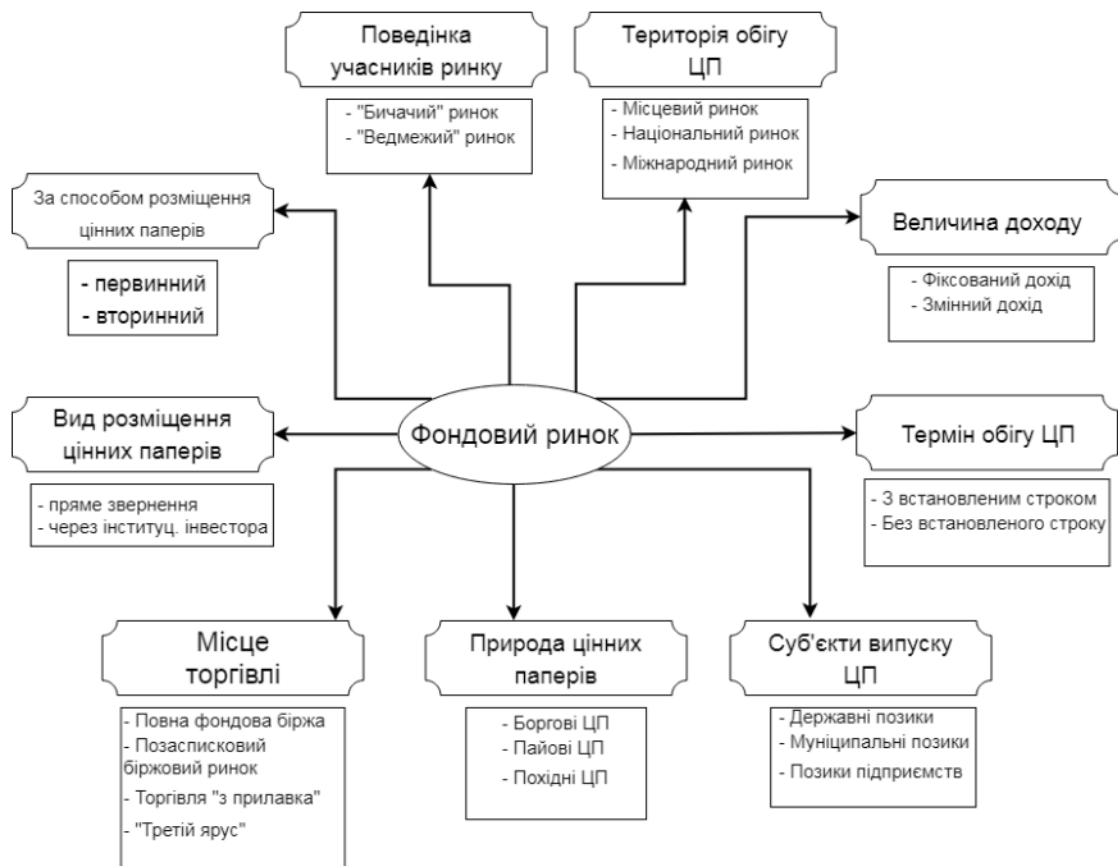 Поведінка
учасників ринку
- "Бичачий" ринок
- "Ведмежий" ринок
Територія обігу
ЦП
- Місцевий ринок
- Національний ринок
- Міжнародний ринок
За способом розміщення
цінних паперів
- первинний
- вторинний
Величина доходу
- Фіксований дохід
- Змінний дохід
Фондовий ринок
Вид розміщення
цінних паперів
- пряме звернення
- через інституц. інвестора
Термін обігу ЦП
- З встановленим строком
- Без встановленого строку
Місце
торгівлі
- Повна фондова біржа
- Позасписковий
біржовий ринок
- Торгівля "з прилавка"
- "Третій ярус"
Природа цінних
паперів
- Боргові ЦП
- Пайові ЦП
- Похідні ЦП
Суб'єкти випуску
ЦП
- Державні позики
- Муніципальні позики
- Позики підприємств